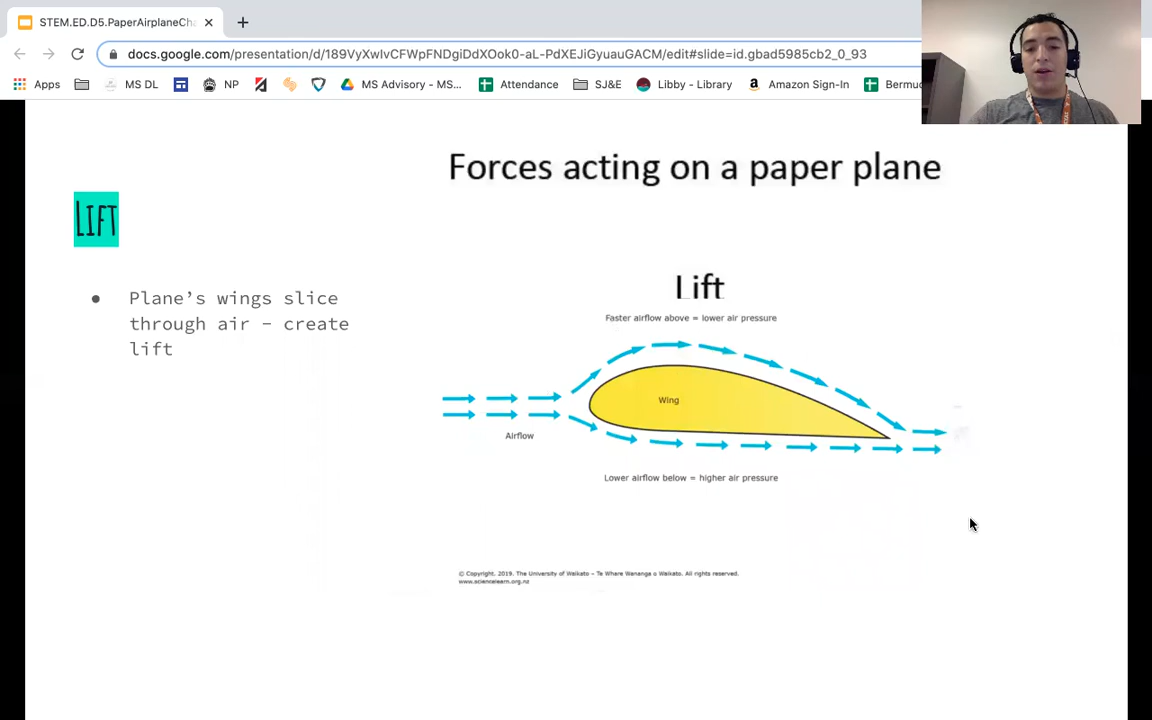 STEM.ED.D5.PaperAirplaneCh
docs.google.com/presentation/d/189VyXwIvCFWpFNDgiDdXOok0-aL-PdXEJiGyuauGACM/edit#slide=id.gbad5985cb2_0_93
Apps MS DL NP MS Advisory - MS... Attendance SJ&E Libby - Library Amazon Sign-In Bermu
Forces acting on a paper plane
LIFT
Lift
• Plane's wings slice
through air - create
lift
Faster airflow above = lower air pressure
Wing
Airflow
Lower airflow below = higher air pressure
© Copyright. 2019. The University of Waikato – Te Whare Wananga o Waikato. All rights reserved.
www.sciencelearn.org.nz